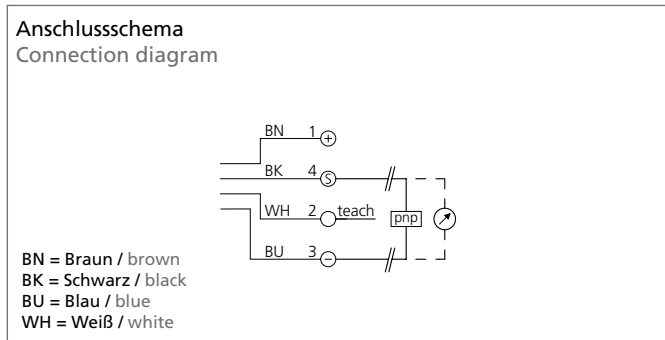 Anschlussschema
Connection diagram
BN 1 +
BK 4 S
WH 2 teach
pnp
BU 3 −
BN = Braun / brown
BK = Schwarz / black
BU = Blau / blue
WH = Weiß / white